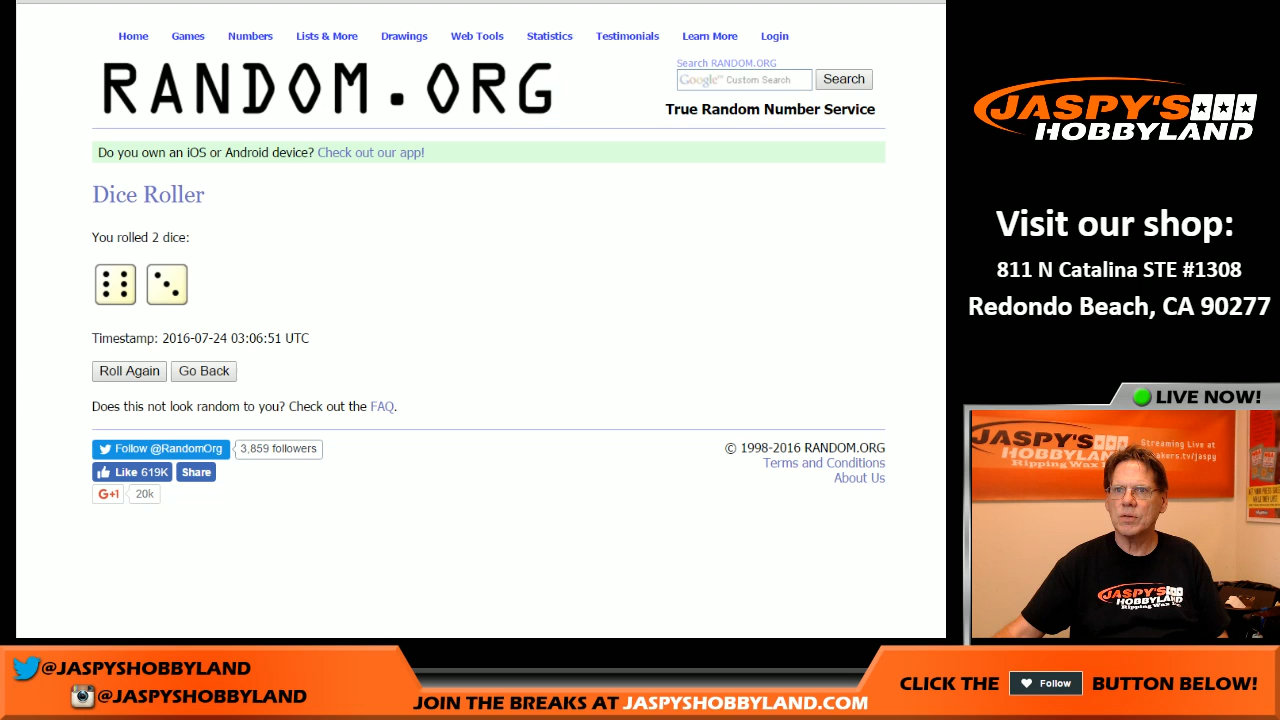 Home Games Numbers Lists & More Drawings Web Tools Statistics Testimonials Learn More Login
RANDOM.ORG
Search RANDOM.ORG
Google™ Custom Search Search
True Random Number Service
Do you own an iOS or Android device? Check out our app!
Dice Roller
You rolled 2 dice:
Timestamp: 2016-07-24 03:06:51 UTC
Roll Again Go Back
Does this not look random to you? Check out the FAQ.
Follow @RandomOrg 3,859 followers
Like 619K Share
G+1 20k
© 1998-2016 RANDOM.ORG
Terms and Conditions
About Us
JASPY'S
HOBBYLAND
Visit our shop:
811 N Catalina STE #1308
Redondo Beach, CA 90277
LIVE NOW!
JASPY'S
HOBBYLAND
Ripping Wax
Streaming Live at
JASPY'S
HOBBYLAND
Ripping Wax
@JASPYSHOBBYLAND
@JASPYSHOBBYLAND
JOIN THE BREAKS AT JASPYSHOBBYLAND.COM
CLICK THE Follow BUTTON BELOW!